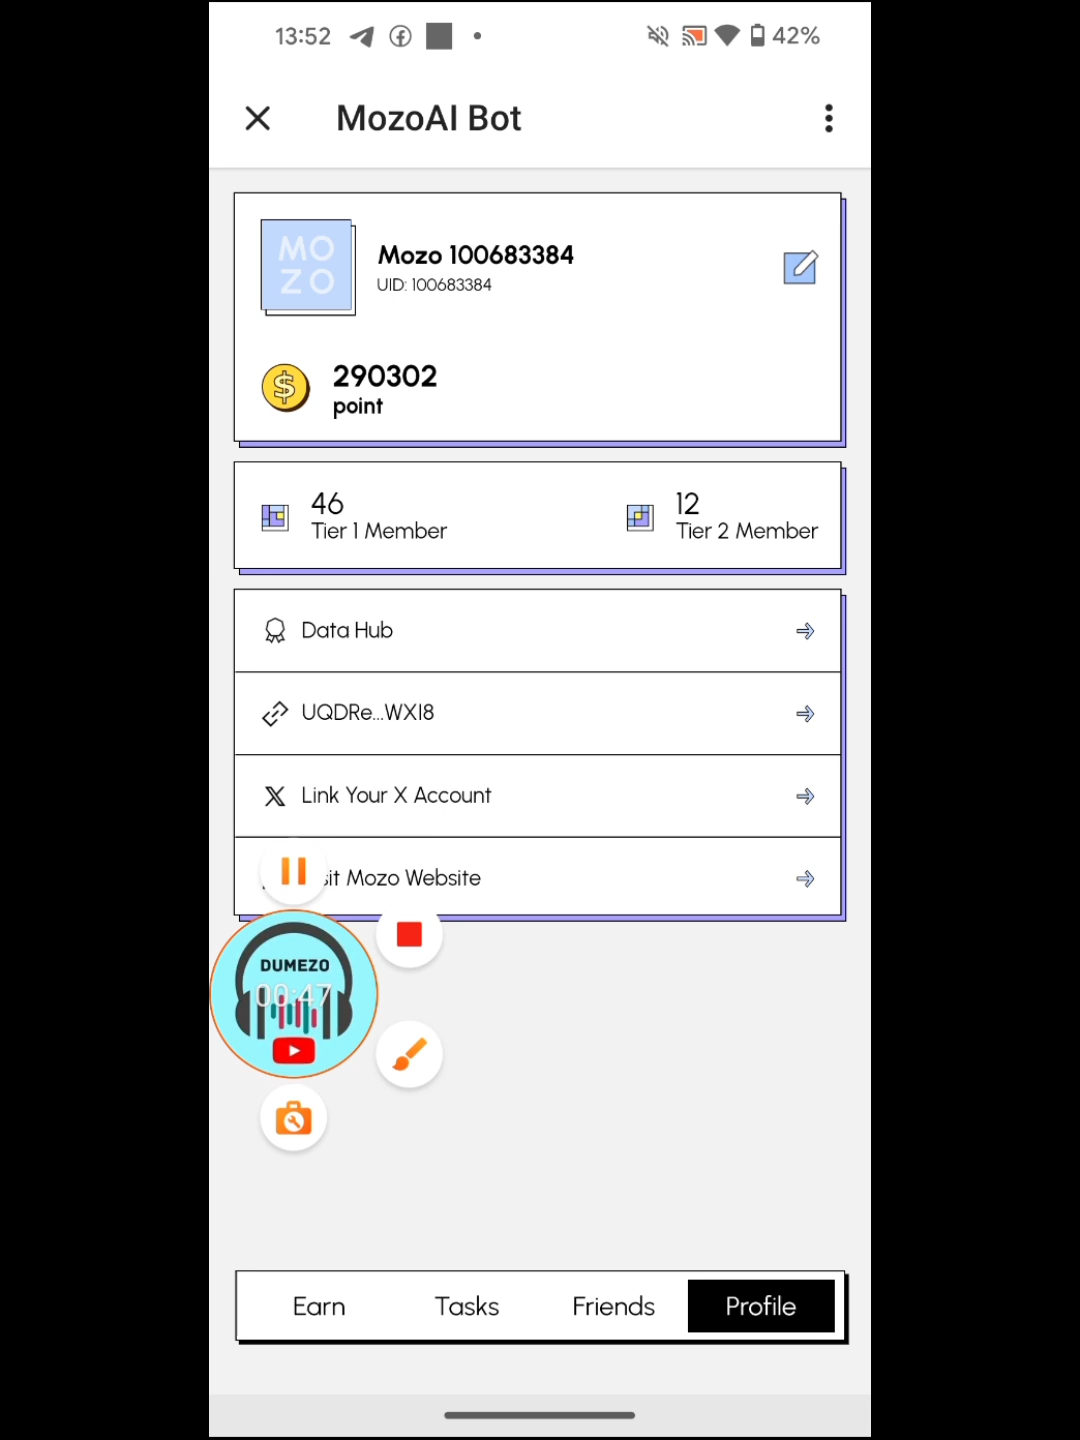 13:52
42%
MozoAI Bot
MO
ZO
Mozo 100683384
UID: 100683384
290302
point
46
Tier 1 Member
12
Tier 2 Member
Data Hub
UQDRe...WXI8
Link Your X Account
sit Mozo Website
DUMEZO
00:47
Earn
Tasks
Friends
Profile